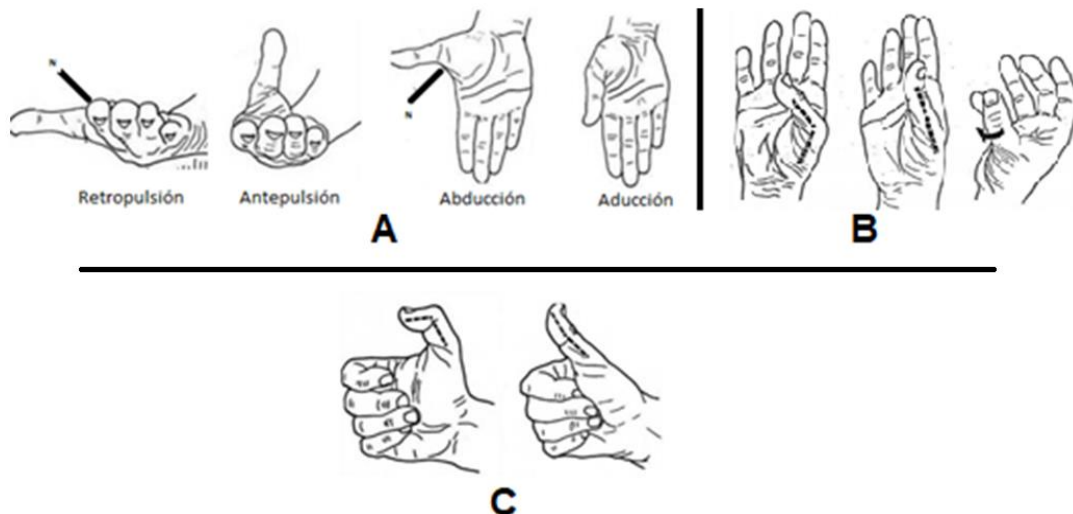 N
N
Retropulsión
Antepulsión
Abducción
Aducción
A
B
C